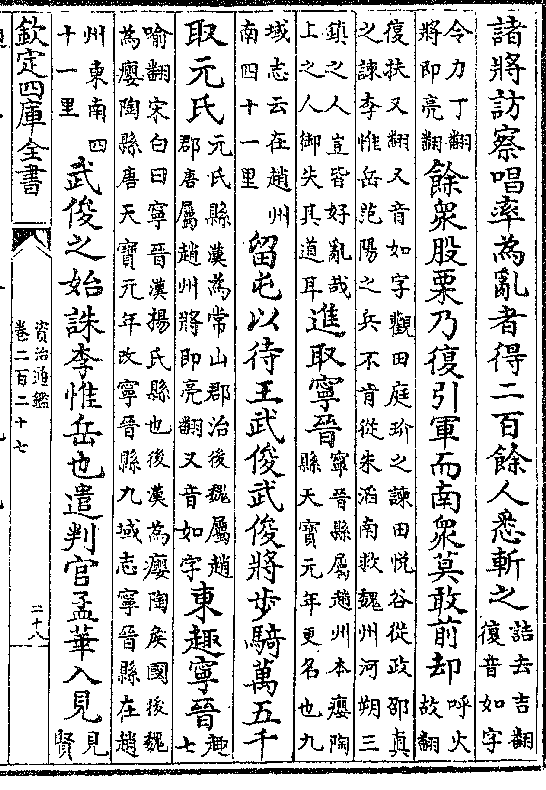 諸將訪察唱率為亂者得二百餘人悉斬之
詰去吉翻
復音如字
令力丁翻
將即亮翻
餘衆股栗乃復引軍而南衆莫敢前却
呼火
故翻
復扶又翻又音如字觀田庭玠之諫田悅谷從政邵真
之諫李惟岳范陽之兵不肯從朱滔南救魏州河朔三
鎮之人豈皆好亂哉
上之人御失其道耳
進取寧晉
寧晉縣屬趙州本癭陶
縣天寶元年更名也九
域志云在趙州
南四十一里
留屯以待王武俊武俊將步騎萬五千
取元氏
元氏縣漢為常山郡治後魏屬趙
郡唐屬趙州將即亮翻又音如字
東趣寧晉
趣
七
喻翻宋白曰寧晉漢揚氏縣也後漢為癭陶侯國後魏
為癭陶縣唐天寶元年改寧晉縣九域志寧晉縣在趙
州東南四
十一里
武俊之始誅李惟岳也遣判官孟華入見
見
賢
欽定四庫全書
資治通鑑
卷二百二十七
二十八